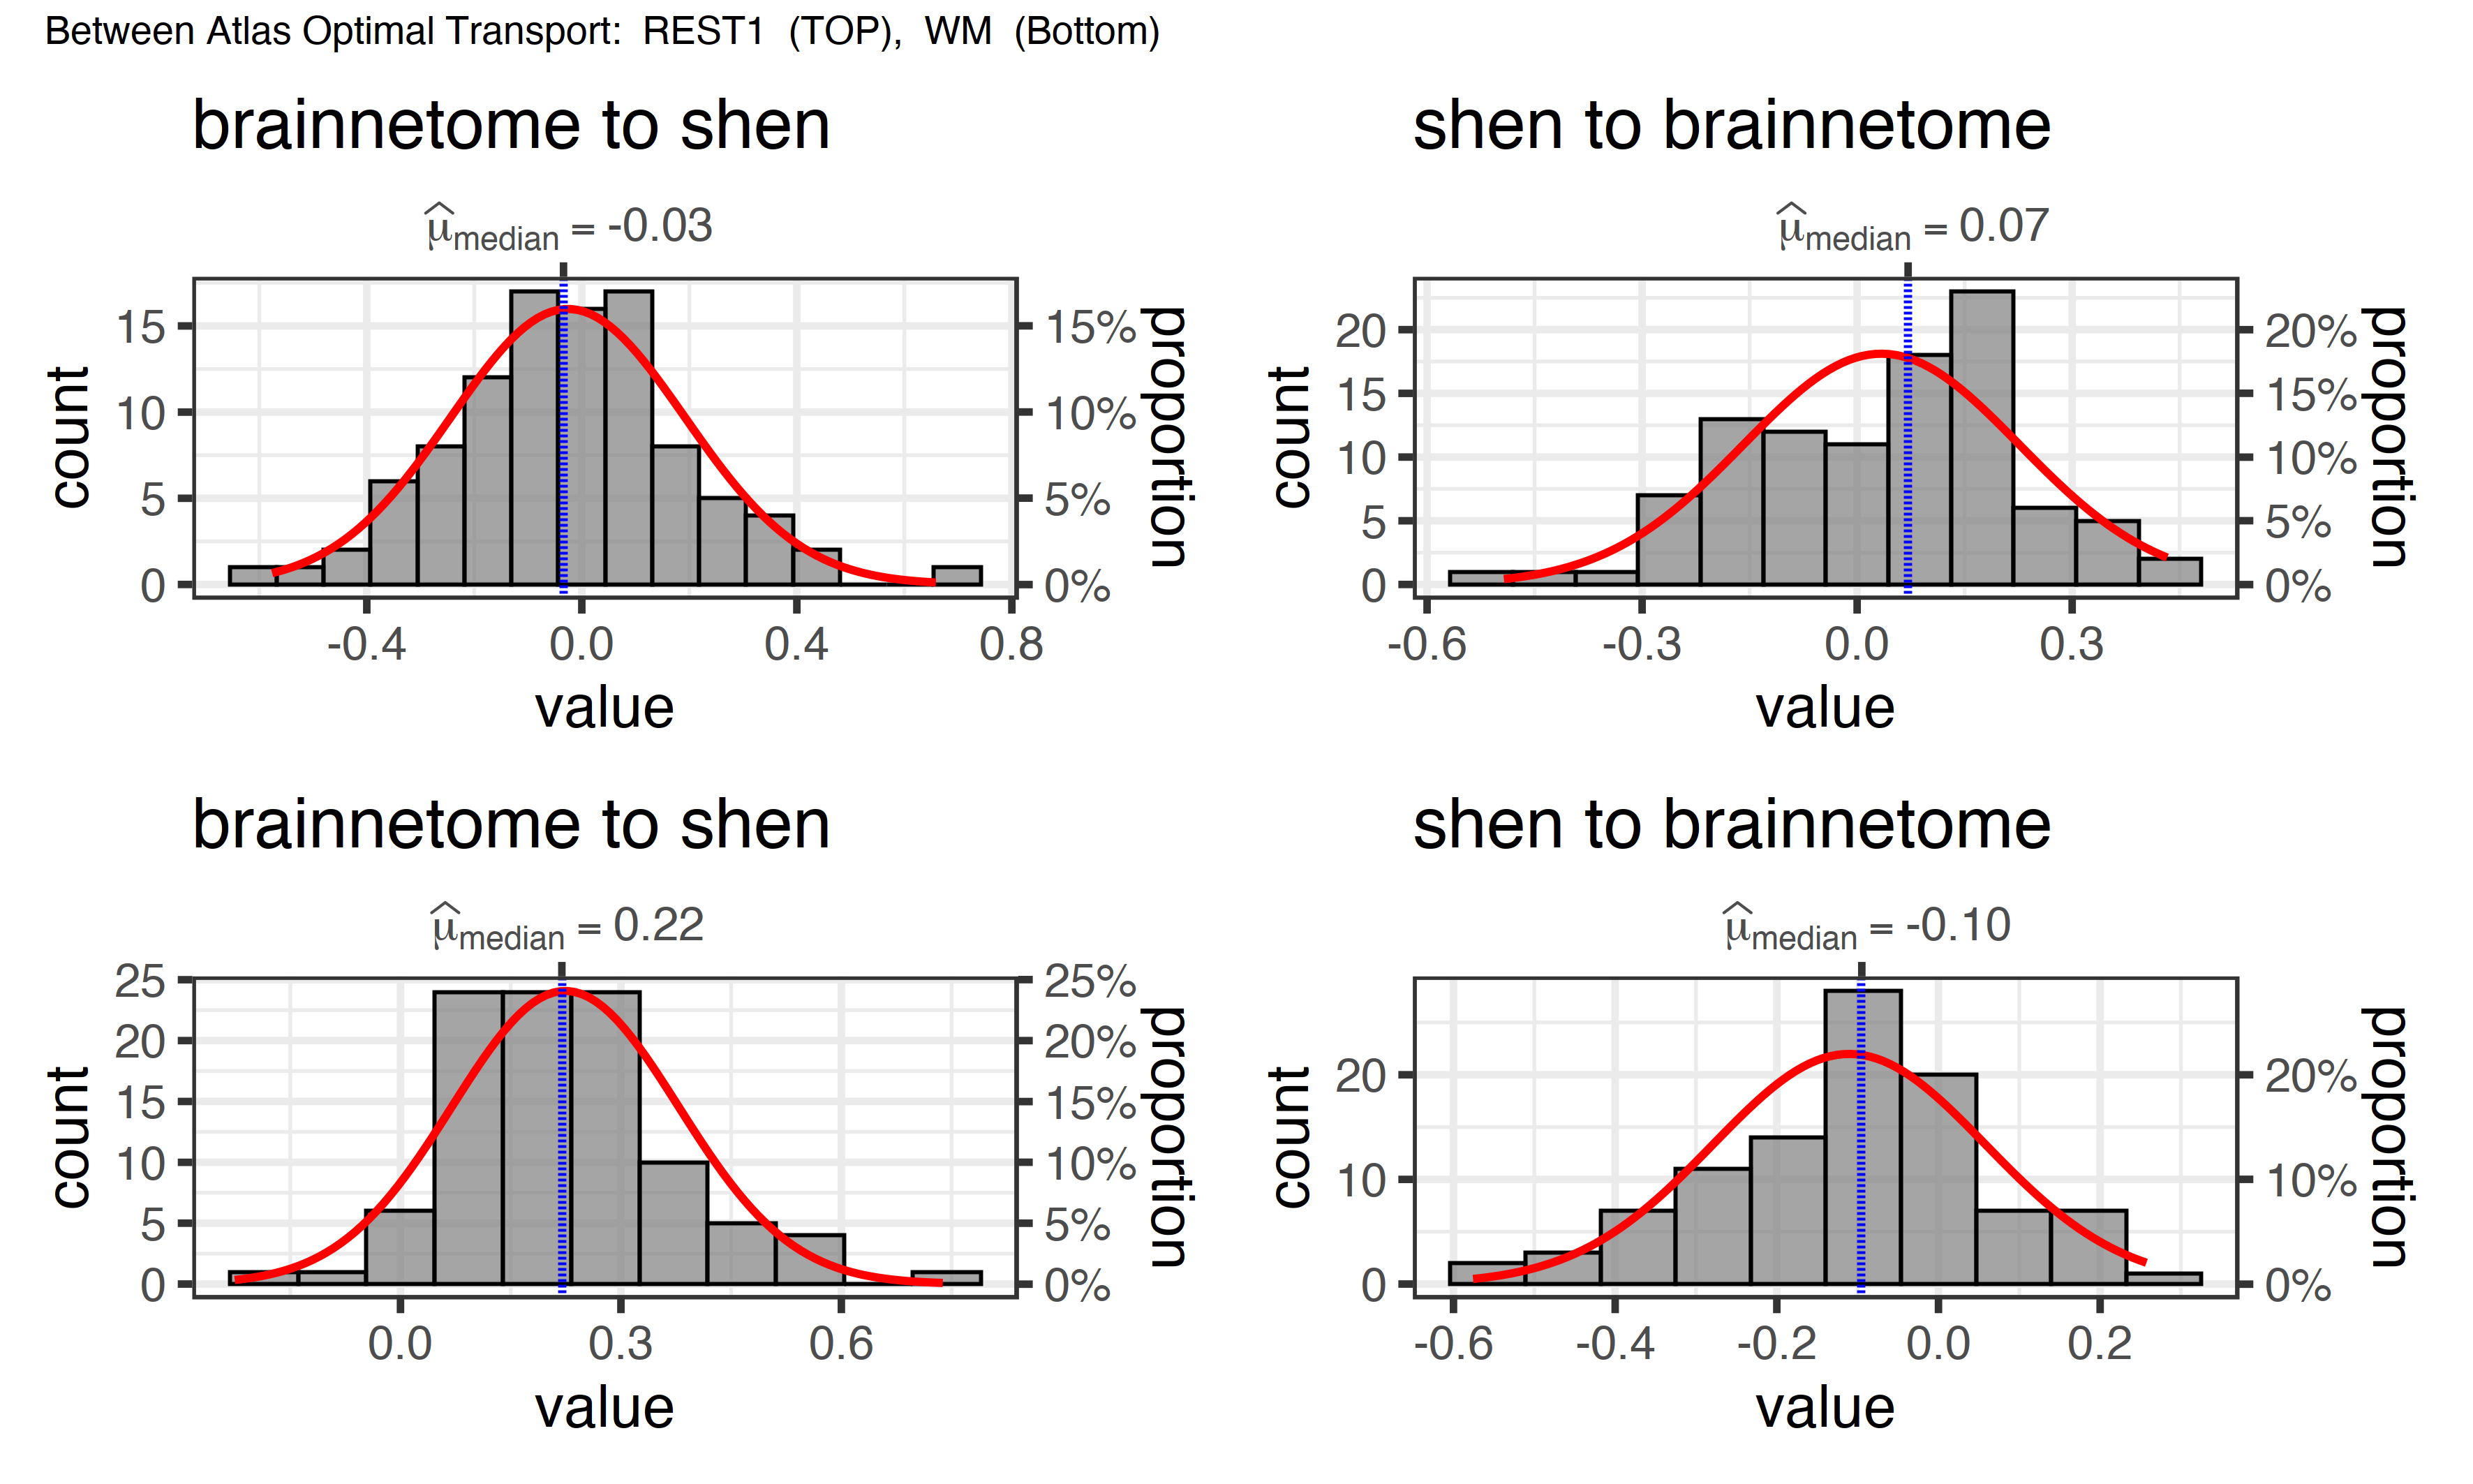 Between Atlas Optimal Transport:  REST1  (TOP),  WM  (Bottom)
brainnetome to shen
μ̂median = -0.03
15
10
5
0
count
15%
10%
5%
0%
proportion
-0.4 0.0 0.4 0.8
value
shen to brainnetome
μ̂median = 0.07
20
15
10
5
0
count
20%
15%
10%
5%
0%
proportion
-0.6 -0.3 0.0 0.3
value
brainnetome to shen
μ̂median = 0.22
25
20
15
10
5
0
count
25%
20%
15%
10%
5%
0%
proportion
0.0 0.3 0.6
value
shen to brainnetome
μ̂median = -0.10
20
10
0
count
20%
10%
0%
proportion
-0.6 -0.4 -0.2 0.0 0.2
value